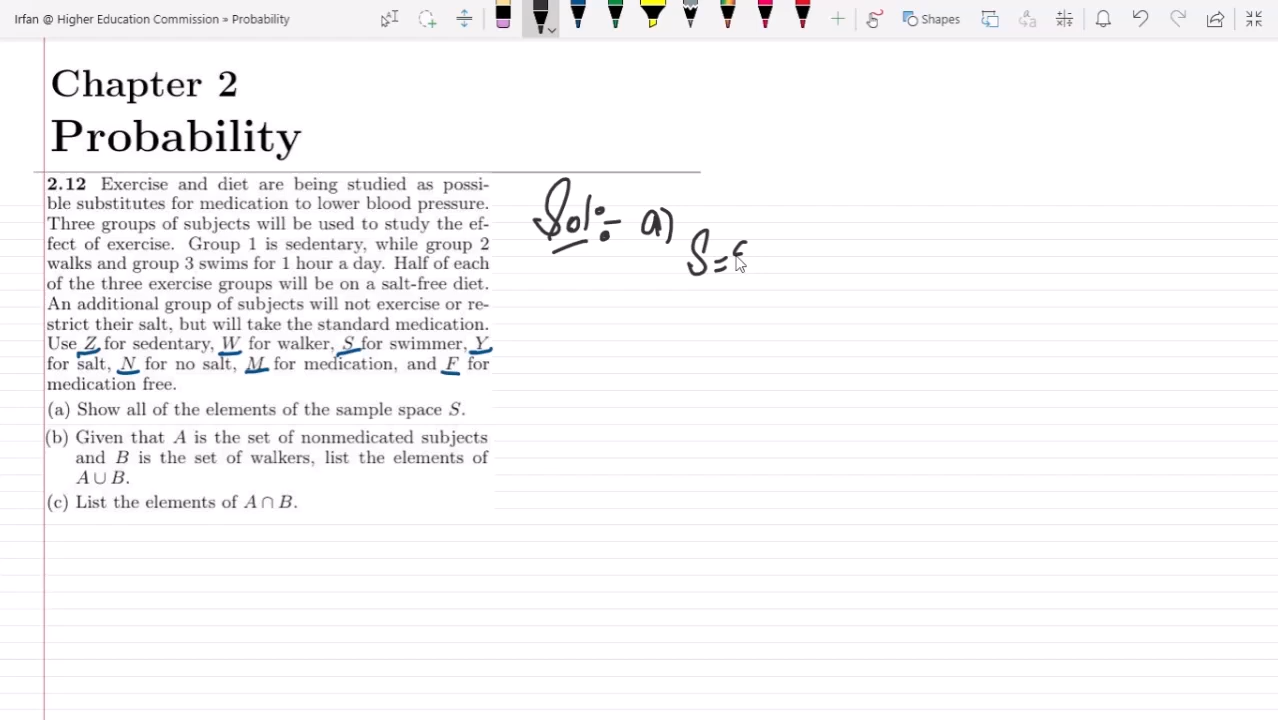 Irfan @ Higher Education Commission » Probability
Shapes
Chapter 2
Probability
2.12 Exercise and diet are being studied as possi-
ble substitutes for medication to lower blood pressure.
Three groups of subjects will be used to study the ef-
fect of exercise. Group 1 is sedentary, while group 2
walks and group 3 swims for 1 hour a day. Half of each
of the three exercise groups will be on a salt-free diet.
An additional group of subjects will not exercise or re-
strict their salt, but will take the standard medication.
Use Z for sedentary, W for walker, S for swimmer, Y
for salt, N for no salt, M for medication, and F for
medication free.
(a) Show all of the elements of the sample space S.
(b) Given that A is the set of nonmedicated subjects
and B is the set of walkers, list the elements of
A ∪ B.
(c) List the elements of A ∩ B.
Sol:- a)
S=